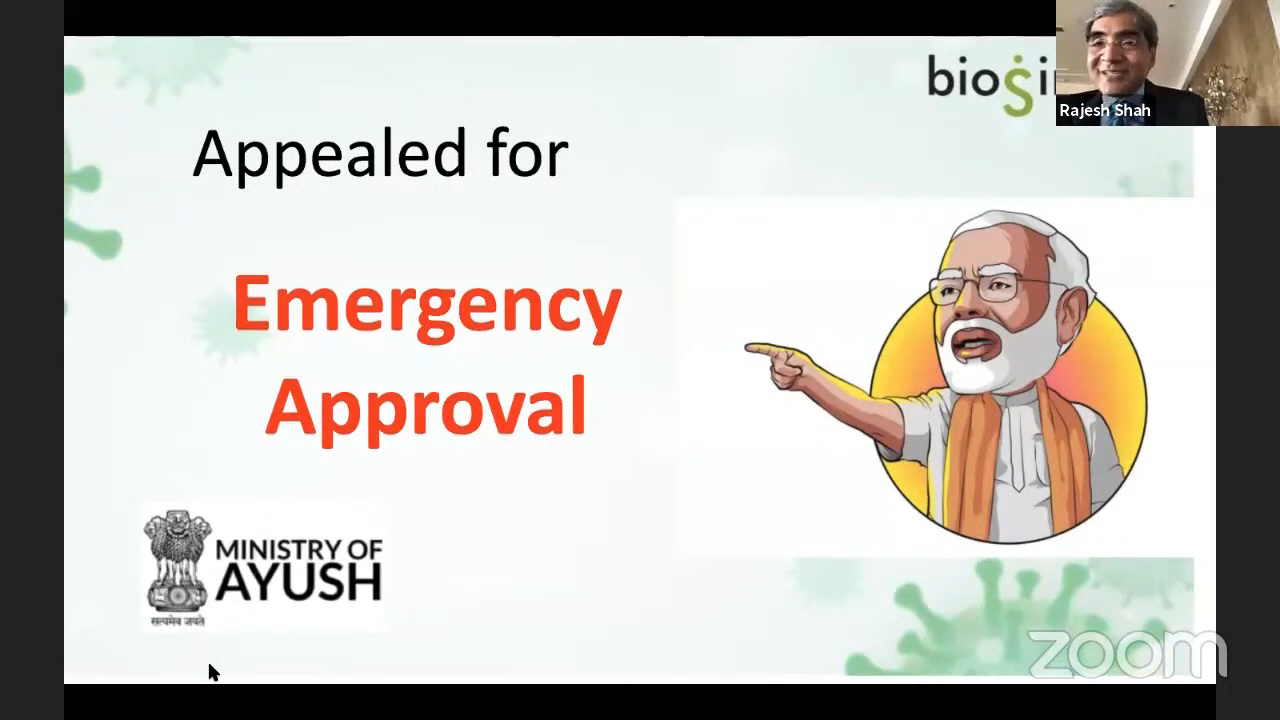 bioSi
Rajesh Shah
Appealed for
Emergency
Approval
MINISTRY OF
AYUSH
सत्यमेव जयते
zoom